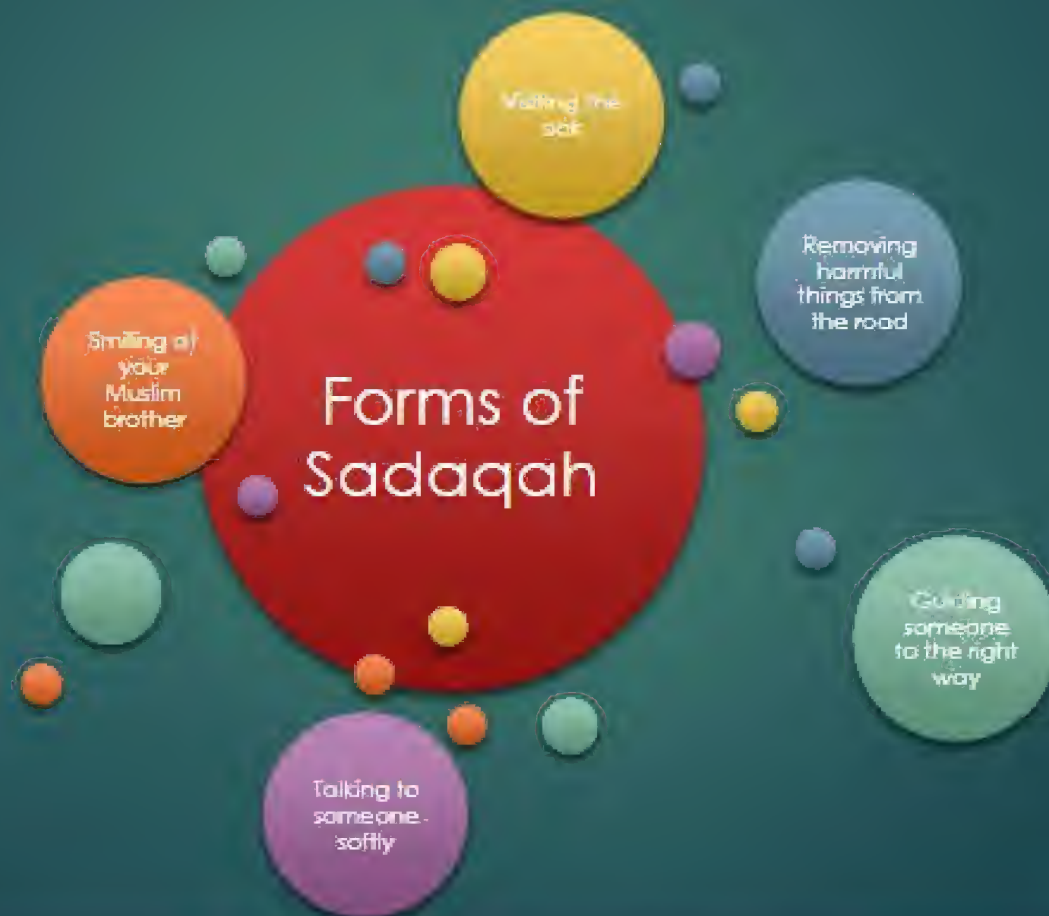 Visiting the
sick
Removing
harmful
things from
the road
Smiling at
your
Muslim
brother
Forms of
Sadaqah
Guiding
someone
to the right
way
Talking to
someone
softly